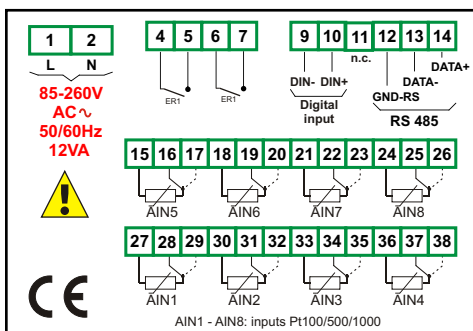 1 2 4 5 6 7 9 10 11 12 13 14
L N ER1 ER1 DIN- DIN+ n.c. GND-RS DATA- DATA+
85-260V
AC∿
50/60Hz
12VA
Digital
input
RS 485
15 16 17 18 19 20 21 22 23 24 25 26
AIN5 AIN6 AIN7 AIN8
27 28 29 30 31 32 33 34 35 36 37 38
AIN1 AIN2 AIN3 AIN4
CE
AIN1 - AIN8: inputs Pt100/500/1000